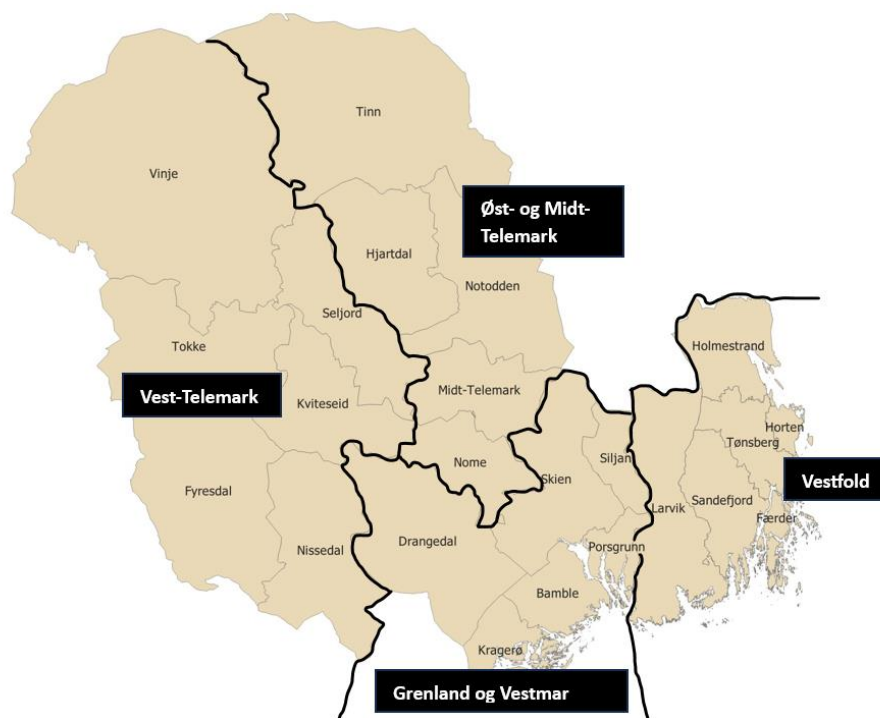 Tinn
Vinje
Øst- og Midt-
Telemark
Hjartdal
Notodden
Seljord
Holmestrand
Tokke
Midt-Telemark
Vest-Telemark
Kviteseid
Horten
Tønsberg
Nome
Siljan
Skien
Vestfold
Fyresdal
Sandefjord
Larvik
Færder
Drangedal
Porsgrunn
Nissedal
Bamble
Kragerø
Grenland og Vestmar